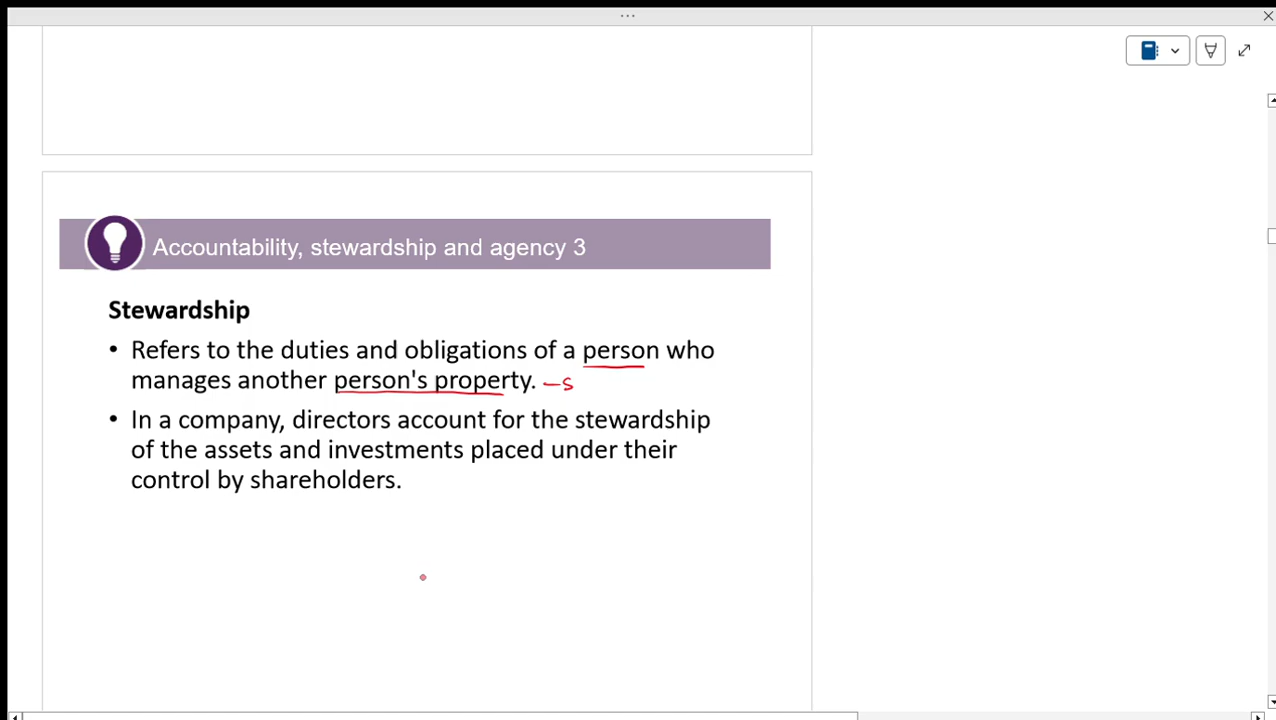 Accountability, stewardship and agency 3
Stewardship
• Refers to the duties and obligations of a person who
manages another person's property. –s
• In a company, directors account for the stewardship
of the assets and investments placed under their
control by shareholders.